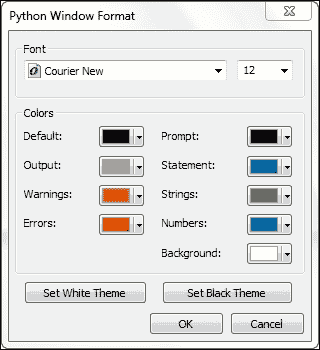 Python Window Format
Font
Courier New 12
Colors
Default: Prompt:
Output: Statement:
Warnings: Strings:
Errors: Numbers:
Background:
Set White Theme Set Black Theme
OK Cancel